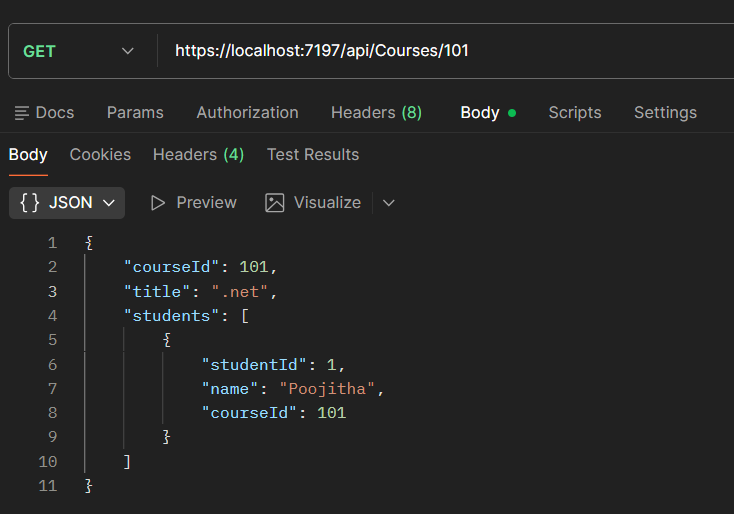 GET https://localhost:7197/api/Courses/101
Docs Params Authorization Headers (8) Body Scripts Settings
Body Cookies Headers (4) Test Results
{} JSON Preview Visualize
1 {
2 "courseId": 101,
3 "title": ".net",
4 "students": [
5 {
6 "studentId": 1,
7 "name": "Poojitha",
8 "courseId": 101
9 }
10 ]
11 }